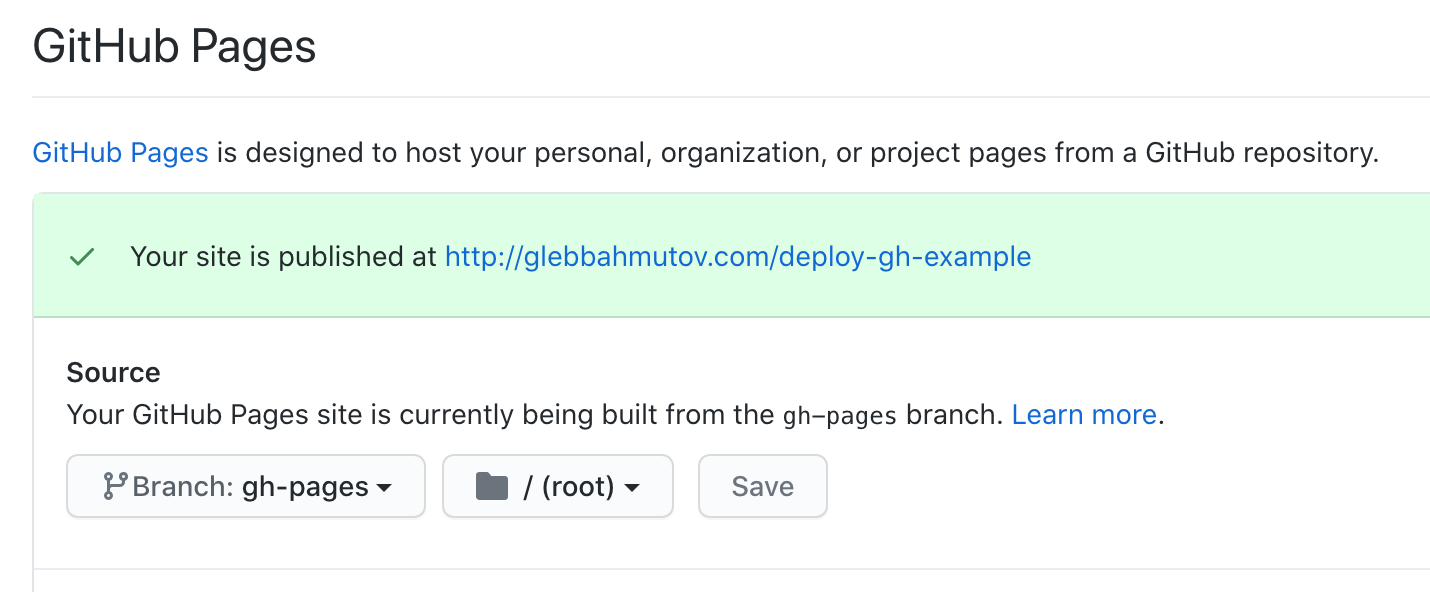 GitHub Pages
GitHub Pages is designed to host your personal, organization, or project pages from a GitHub repository.
Your site is published at http://glebbahmutov.com/deploy-gh-example
Source
Your GitHub Pages site is currently being built from the gh-pages branch. Learn more.
Branch: gh-pages / (root) Save